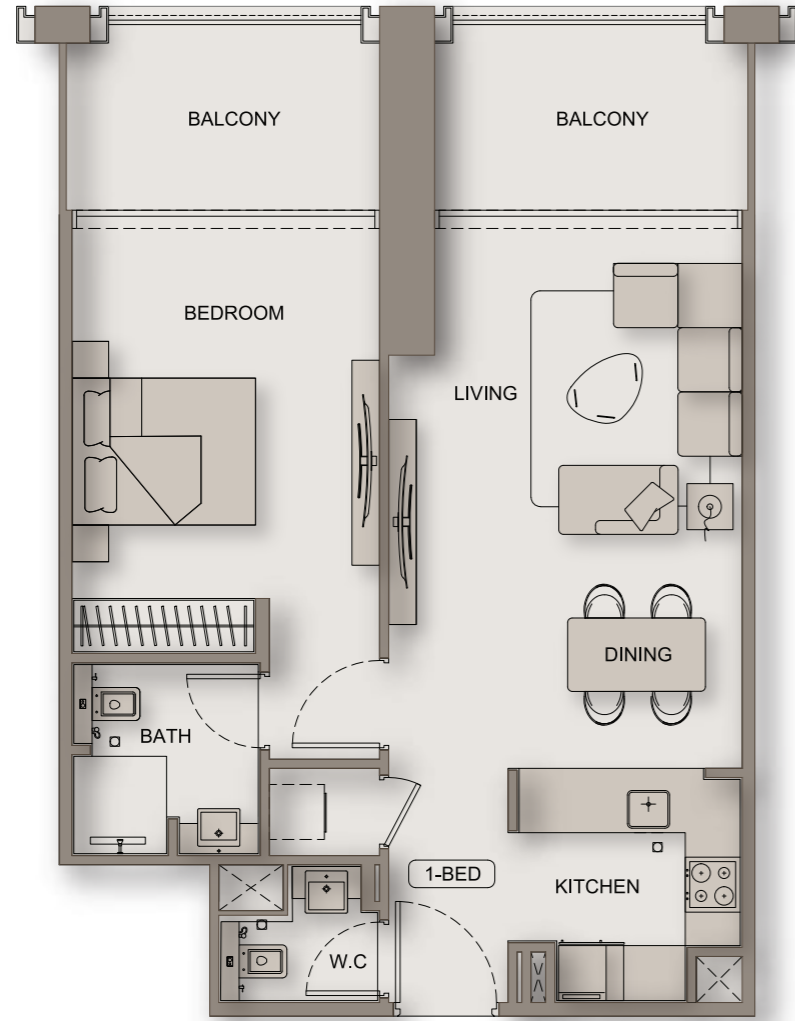 BALCONY
BALCONY
BEDROOM
LIVING
DINING
BATH
1-BED
KITCHEN
W.C